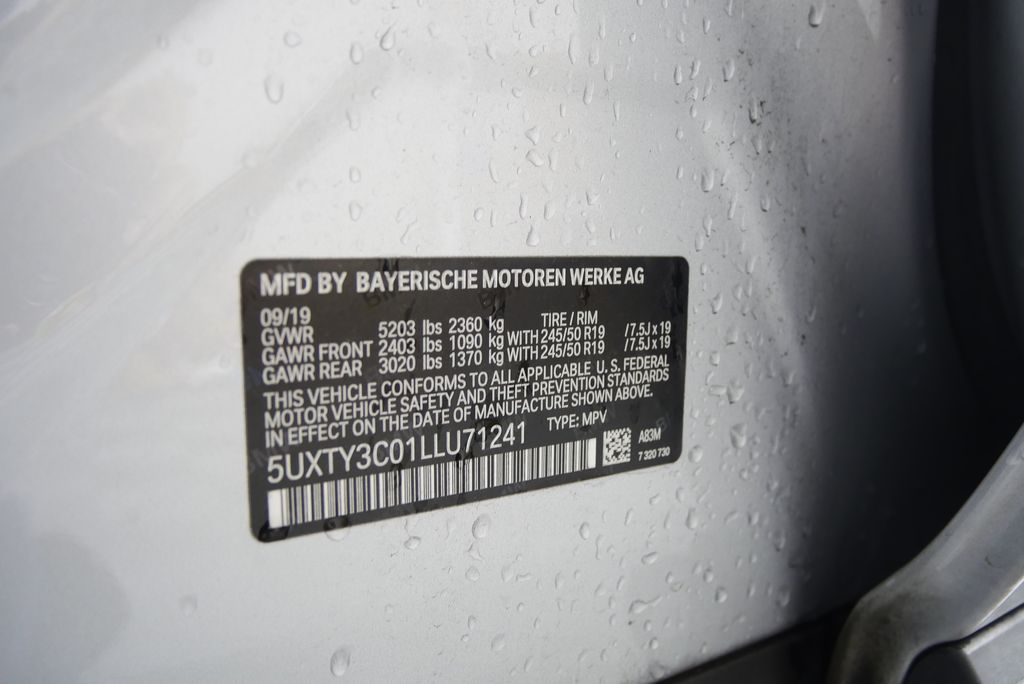 MFD BY BAYERISCHE MOTOREN WERKE AG
09/19 TIRE / RIM
GVWR 5203 lbs 2360 kg
GAWR FRONT 2403 lbs 1090 kg WITH 245/50 R19 / 7.5J x 19
GAWR REAR 3020 lbs 1370 kg WITH 245/50 R19 / 7.5J x 19
THIS VEHICLE CONFORMS TO ALL APPLICABLE U.S. FEDERAL
MOTOR VEHICLE SAFETY AND THEFT PREVENTION STANDARDS
IN EFFECT ON THE DATE OF MANUFACTURE SHOWN ABOVE.
5UXTY3C01LLU71241 TYPE: MPV
A83M
7 320 730